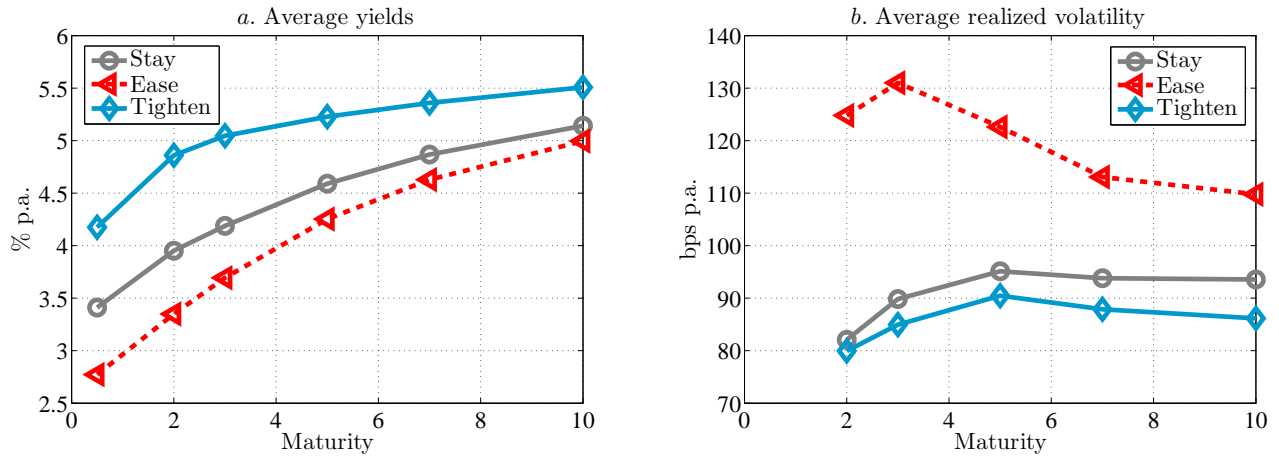 a. Average yields
6
5.5
5
4.5
4
3.5
3
2.5
% p.a.
Stay
Ease
Tighten
0 2 4 6 8 10
Maturity
b. Average realized volatility
140
130
120
110
100
90
80
70
bps p.a.
Stay
Ease
Tighten
0 2 4 6 8 10
Maturity